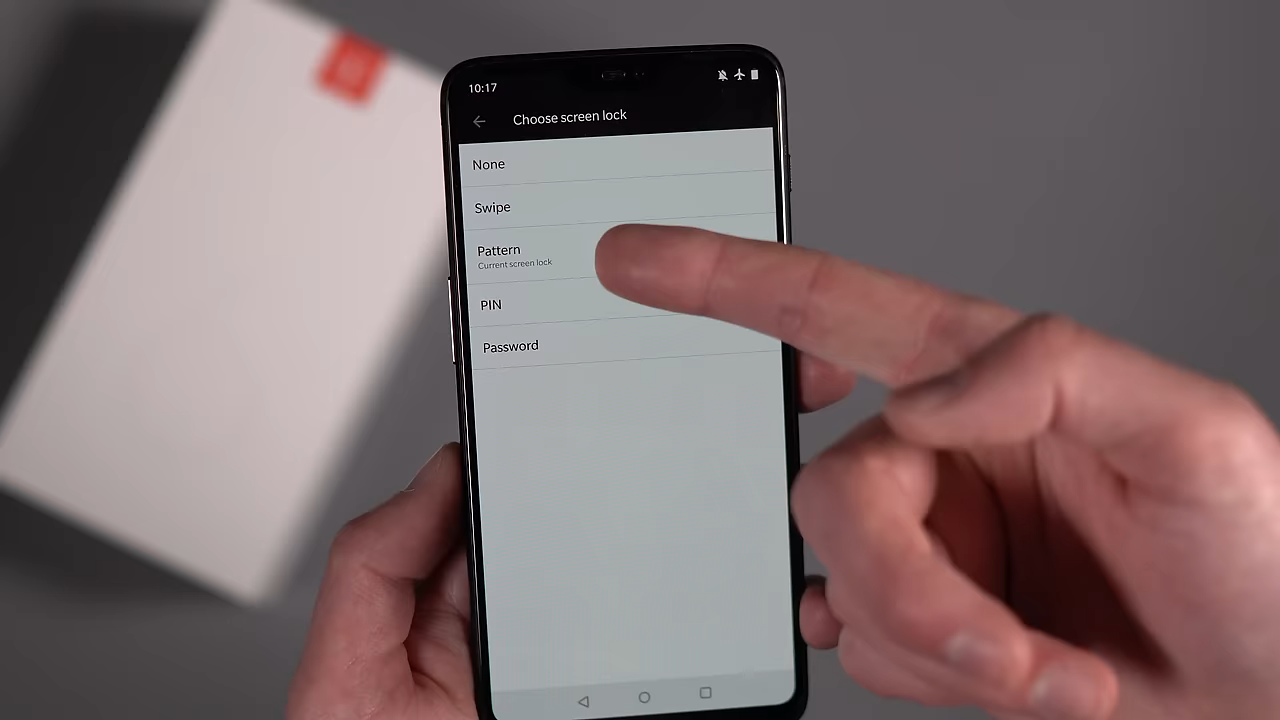 10:17
Choose screen lock
None
Swipe
Pattern
Current screen lock
PIN
Password